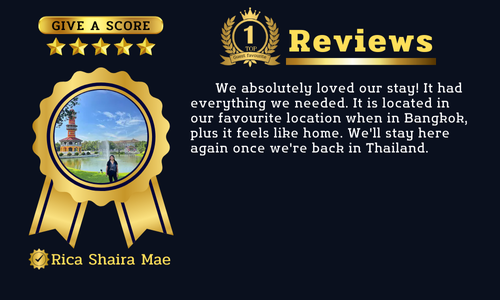 GIVE A SCORE
1
TOP
Reviews
We absolutely loved our stay! It had
everything we needed. It is located in
our favourite location when in Bangkok,
plus it feels like home. We'll stay here
again once we're back in Thailand.
Rica Shaira Mae